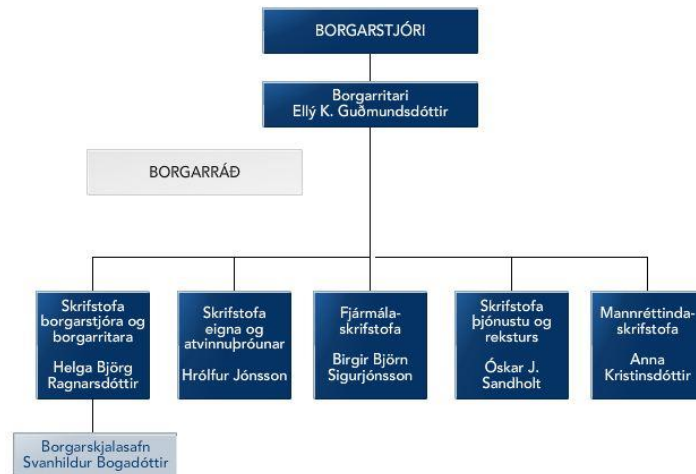 BORGARSTJÓRI
Borgarritari
Ellý K. Guðmundsdóttir
BORGARRÁÐ
Skrifstofa
borgarstjóra og
borgarritara
Helga Björg
Ragnarsdóttir
Skrifstofa
eigna og
atvinnuþróunar
Hrólfur Jónsson
Fjármála-
skrifstofa
Birgir Björn
Sigurjónsson
Skrifstofa
þjónustu og
reksturs
Óskar J.
Sandholt
Mannréttinda-
skrifstofa
Anna
Kristinsdóttir
Borgarskjalasafn
Svanhildur Bogadóttir